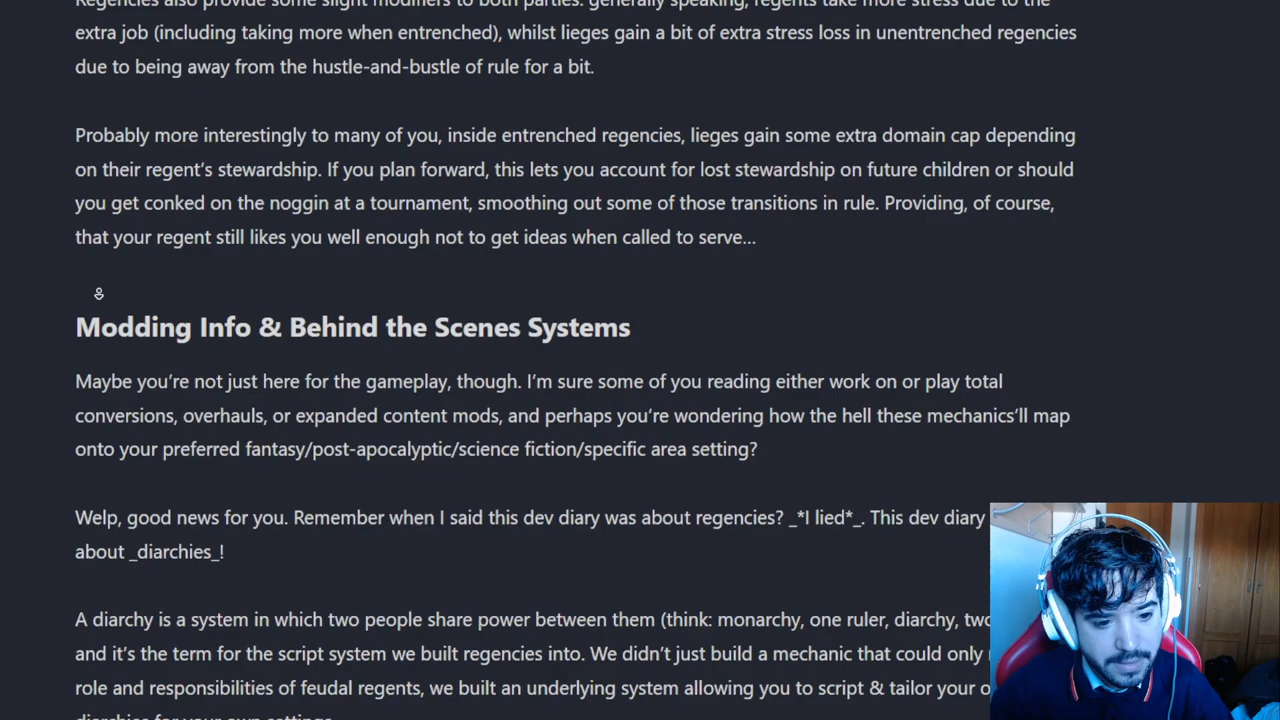 Regencies also provide some slight modifiers to both parties: generally speaking, regents take more stress due to the
extra job (including taking more when entrenched), whilst lieges gain a bit of extra stress loss in unentrenched regencies
due to being away from the hustle-and-bustle of rule for a bit.
Probably more interestingly to many of you, inside entrenched regencies, lieges gain some extra domain cap depending
on their regent’s stewardship. If you plan forward, this lets you account for lost stewardship on future children or should
you get conked on the noggin at a tournament, smoothing out some of those transitions in rule. Providing, of course,
that your regent still likes you well enough not to get ideas when called to serve…
Modding Info & Behind the Scenes Systems
Maybe you’re not just here for the gameplay, though. I’m sure some of you reading either work on or play total
conversions, overhauls, or expanded content mods, and perhaps you’re wondering how the hell these mechanics’ll map
onto your preferred fantasy/post-apocalyptic/science fiction/specific area setting?
Welp, good news for you. Remember when I said this dev diary was about regencies? _*I lied*_. This dev diary
about _diarchies_!
A diarchy is a system in which two people share power between them (think: monarchy, one ruler, diarchy,
and it’s the term for the script system we built regencies into. We didn’t just build a mechanic that could only
role and responsibilities of feudal regents, we built an underlying system allowing you to script & tailor your
diarchies for your own settings.